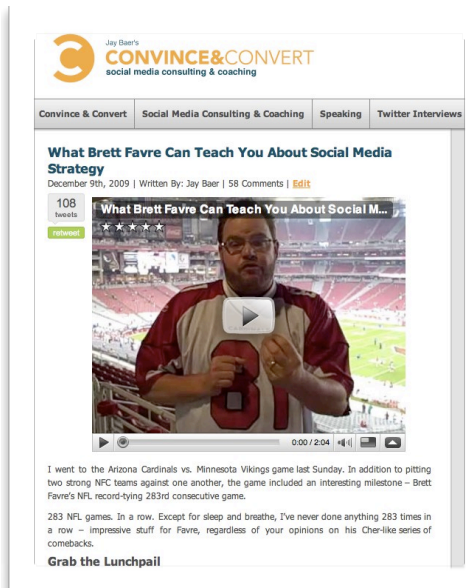 Jay Baer's
CONVINCE&CONVERT
social media consulting & coaching
Convince & Convert Social Media Consulting & Coaching Speaking Twitter Interviews
What Brett Favre Can Teach You About Social Media
Strategy
December 9th, 2009 | Written By: Jay Baer | 58 Comments | Edit
108
tweets
retweet
What Brett Favre Can Teach You About Social M...
81
0:00 / 2:04
I went to the Arizona Cardinals vs. Minnesota Vikings game last Sunday. In addition to pitting
two strong NFC teams against one another, the game included an interesting milestone – Brett
Favre's NFL record-tying 283rd consecutive game.
283 NFL games. In a row. Except for sleep and breathe, I've never done anything 283 times in
a row – impressive stuff for Favre, regardless of your opinions on his Cher-like series of
comebacks.
Grab the Lunchpail